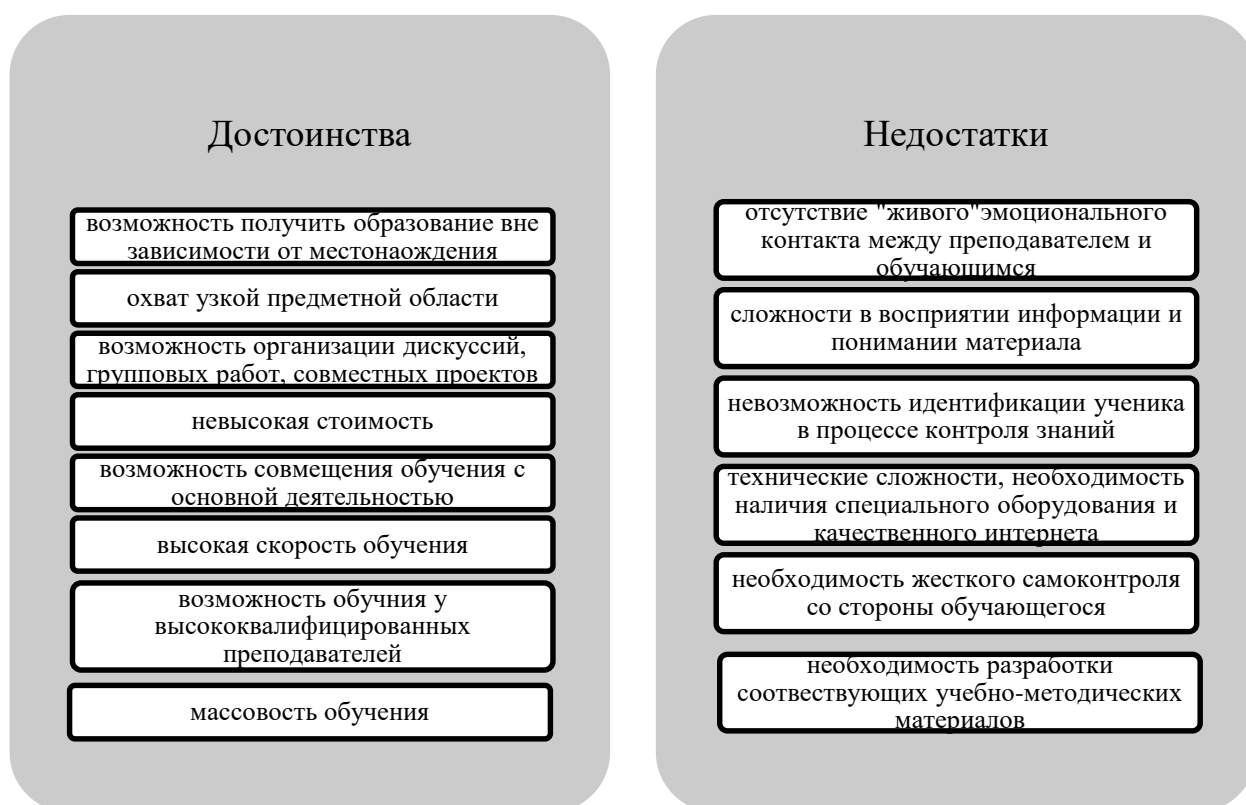 Достоинства
возможность получить образование вне
зависимости от местонаождения
охват узкой предметной области
возможность организации дискуссий,
групповых работ, совместных проектов
невысокая стоимость
возможность совмещения обучения с
основной деятельностью
высокая скорость обучения
возможность обучния у
высококвалифицированных
преподавателей
массовость обучения
Недостатки
отсутствие "живого"эмоционального
контакта между преподавателем и
обучающимся
сложности в восприятии информации и
понимании материала
невозможность идентификации ученика
в процессе контроля знаний
технические сложности, необходимость
наличия специального оборудования и
качественного интернета
необходимость жесткого самоконтроля
со стороны обучающегося
необходимость разработки
соотвествующих учебно-методических
материалов